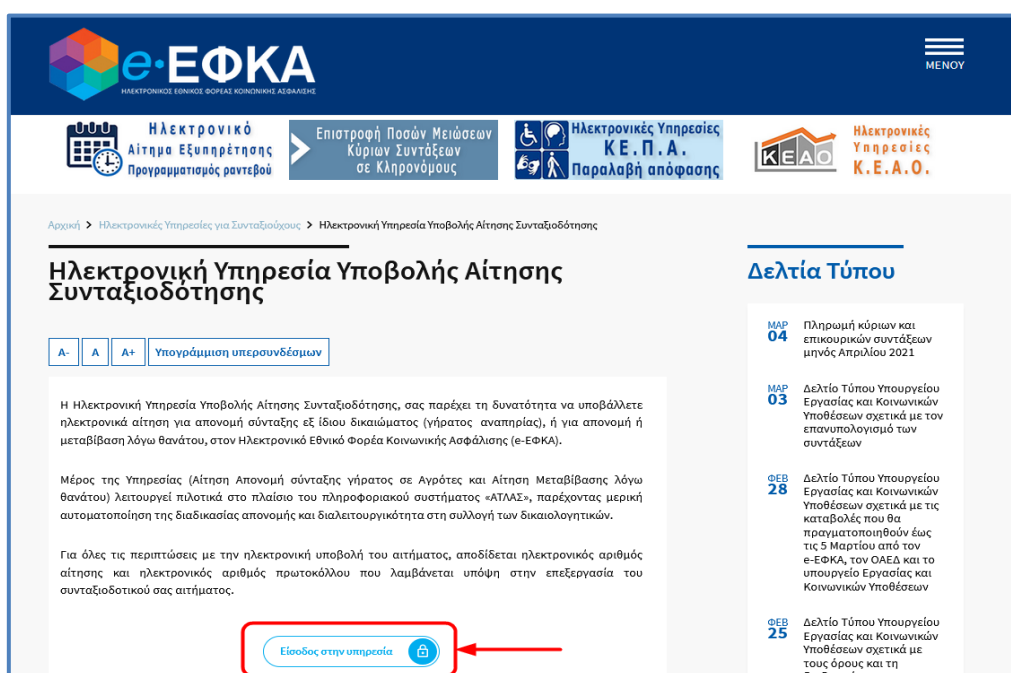 e-ΕΦΚΑ
ΗΛΕΚΤΡΟΝΙΚΟΣ ΕΘΝΙΚΟΣ ΦΟΡΕΑΣ ΚΟΙΝΩΝΙΚΗΣ ΑΣΦΑΛΙΣΗΣ
ΜΕΝΟΥ
Ηλεκτρονικό
Αίτημα Εξυπηρέτησης
Προγραμματισμός ραντεβού
Επιστροφή Ποσών Μειώσεων
Κύριων Συντάξεων
σε Κληρονόμους
Ηλεκτρονικές Υπηρεσίες
Κ.Ε.Π.Α.
Παραλαβή απόφασης
ΚΕΑΟ
Ηλεκτρονικές
Υπηρεσίες
Κ.Ε.Α.Ο.
Αρχική > Ηλεκτρονικές Υπηρεσίες για Συνταξιούχους > Ηλεκτρονική Υπηρεσία Υποβολής Αίτησης Συνταξιοδότησης
Ηλεκτρονική Υπηρεσία Υποβολής Αίτησης
Συνταξιοδότησης
Α- Α Α+ Υπογράμμιση υπερσυνδέσμων
Η Ηλεκτρονική Υπηρεσία Υποβολής Αίτησης Συνταξιοδότησης, σας παρέχει τη δυνατότητα να υποβάλλετε
ηλεκτρονικά αίτηση για απονομή σύνταξης εξ ίδιου δικαιώματος (γήρατος αναπηρίας), ή για απονομή ή
μεταβίβαση λόγω θανάτου, στον Ηλεκτρονικό Εθνικό Φορέα Κοινωνικής Ασφάλισης (e-ΕΦΚΑ).
Μέρος της Υπηρεσίας (Αίτηση Απονομή σύνταξης γήρατος σε Αγρότες και Αίτηση Μεταβίβασης λόγω
θανάτου) λειτουργεί πιλοτικά στο πλαίσιο του πληροφοριακού συστήματος «ΑΤΛΑΣ», παρέχοντας μερική
αυτοματοποίηση της διαδικασίας απονομής και διαλειτουργικότητα στη συλλογή των δικαιολογητικών.
Για όλες τις περιπτώσεις με την ηλεκτρονική υποβολή του αιτήματος, αποδίδεται ηλεκτρονικός αριθμός
αίτησης και ηλεκτρονικός αριθμός πρωτοκόλλου που λαμβάνεται υπόψη στην επεξεργασία του
συνταξιοδοτικού σας αιτήματος.
Είσοδος στην υπηρεσία
Δελτία Τύπου
ΜΑΡ
04
Πληρωμή κύριων και
επικουρικών συντάξεων
μηνός Απριλίου 2021
ΜΑΡ
03
Δελτίο Τύπου Υπουργείου
Εργασίας και Κοινωνικών
Υποθέσεων σχετικά με τον
επανυπολογισμό των
συντάξεων
ΦΕΒ
28
Δελτίο Τύπου Υπουργείου
Εργασίας και Κοινωνικών
Υποθέσεων σχετικά με τις
καταβολές που θα
πραγματοποιηθούν έως
τις 5 Μαρτίου από τον
e-ΕΦΚΑ, τον ΟΑΕΔ και το
υπουργείο Εργασίας και
Κοινωνικών Υποθέσεων
ΦΕΒ
25
Δελτίο Τύπου Υπουργείου
Εργασίας και Κοινωνικών
Υποθέσεων σχετικά με
τους όρους και τη